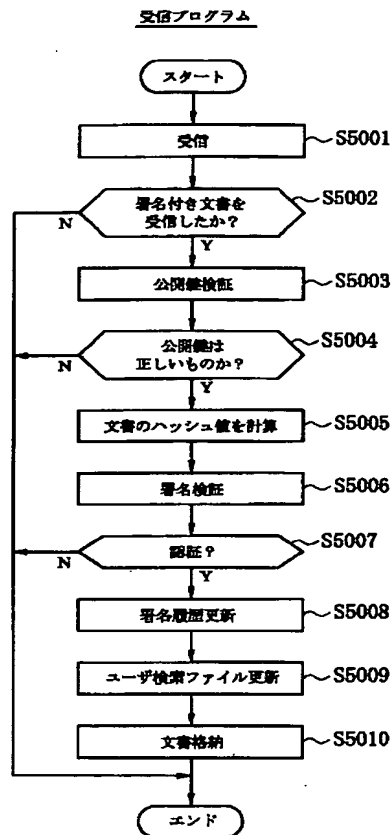 受信プログラム
スタート
受信
S5001
署名付き文書を
受信したか？
S5002
N
Y
公開鍵検証
S5003
公開鍵は
正しいものか？
S5004
N
Y
文書のハッシュ値を計算
S5005
署名検証
S5006
認証？
S5007
N
Y
署名履歴更新
S5008
ユーザ検索ファイル更新
S5009
文書格納
S5010
エンド